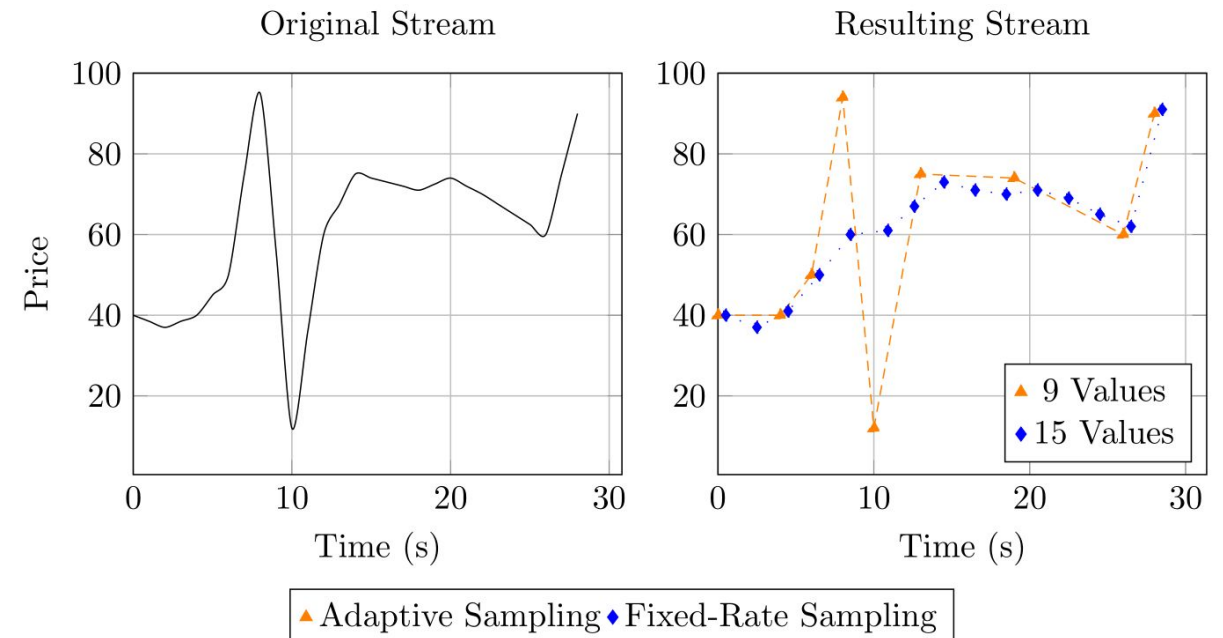 Original Stream
Resulting Stream
Price
100
80
60
40
20
0
10
20
30
Time (s)
100
80
60
40
20
0
10
20
30
Time (s)
9 Values
15 Values
Adaptive Sampling Fixed-Rate Sampling